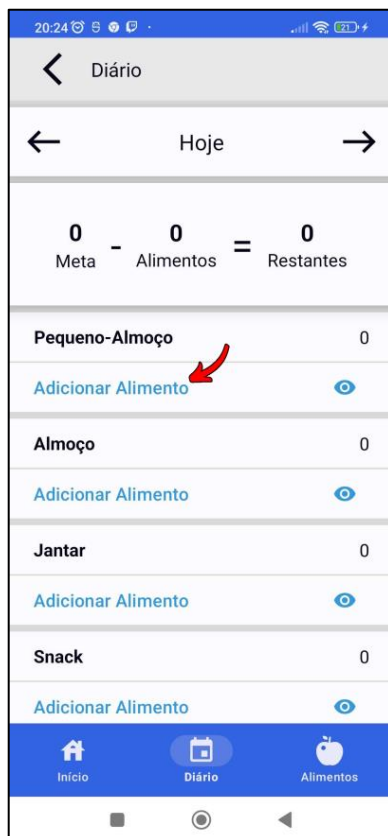 20:24
21
Diário
Hoje
0 - 0 = 0
Meta Alimentos Restantes
Pequeno-Almoço 0
Adicionar Alimento
Almoço 0
Adicionar Alimento
Jantar 0
Adicionar Alimento
Snack 0
Adicionar Alimento
Início Diário Alimentos